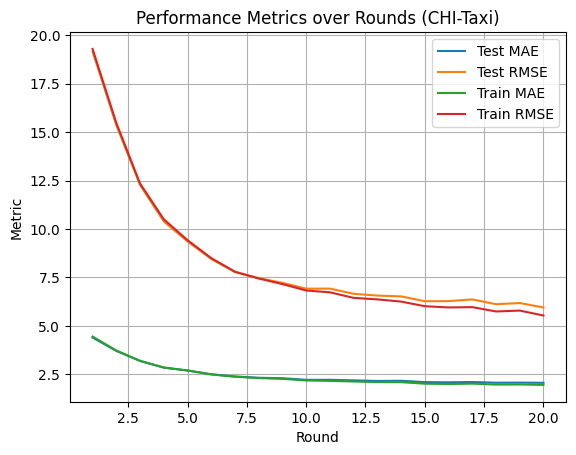 Performance Metrics over Rounds (CHI-Taxi)
20.0
17.5
15.0
12.5
10.0
7.5
5.0
2.5
Metric
Test MAE
Test RMSE
Train MAE
Train RMSE
2.5 5.0 7.5 10.0 12.5 15.0 17.5 20.0
Round